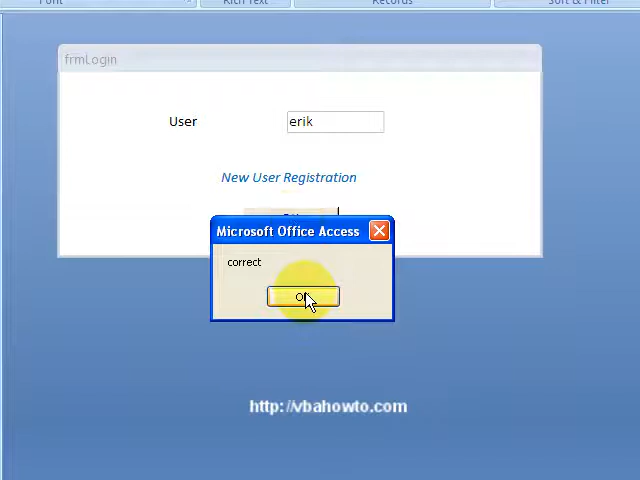 Font Rich Text Records Sort & Filter
frmLogin
User erik
New User Registration
Microsoft Office Access
correct
OK
http://vbahowto.com